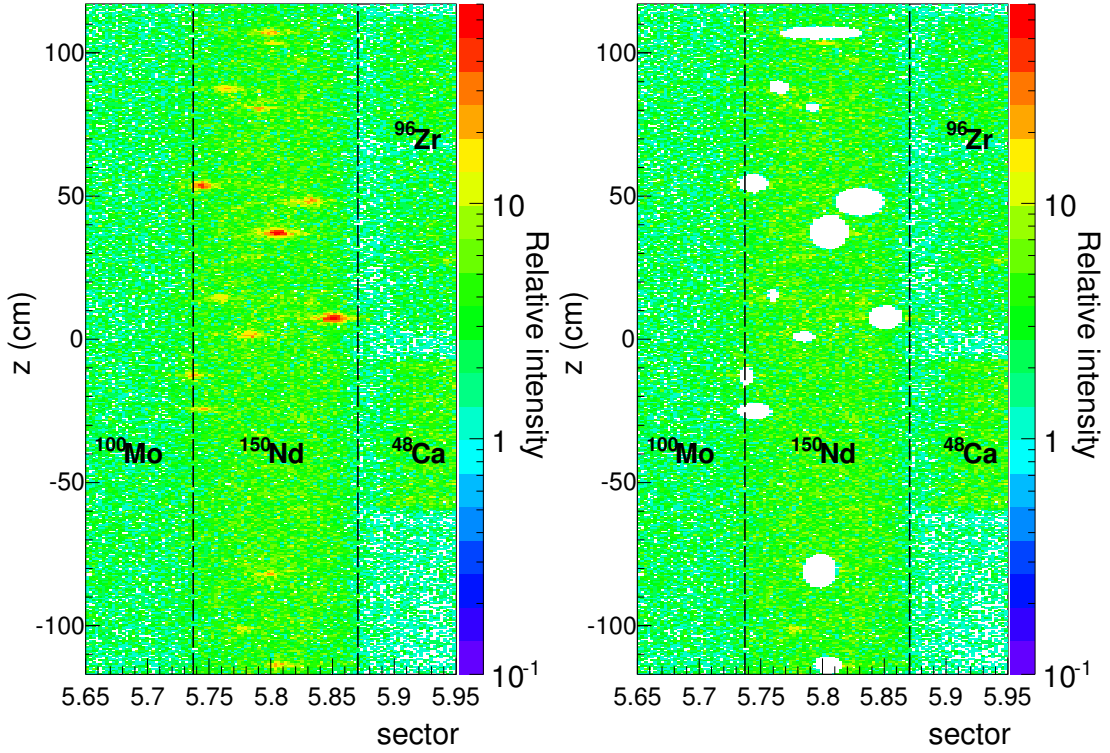 100
50
0
-50
-100
z (cm)
5.65 5.7 5.75 5.8 5.85 5.9 5.95
sector
⁹⁶Zr
¹⁰⁰Mo ¹⁵⁰Nd ⁴⁸Ca
10
1
10⁻¹
Relative intensity
100
50
0
-50
-100
z (cm)
5.65 5.7 5.75 5.8 5.85 5.9 5.95
sector
⁹⁶Zr
¹⁰⁰Mo ¹⁵⁰Nd ⁴⁸Ca
10
1
10⁻¹
Relative intensity